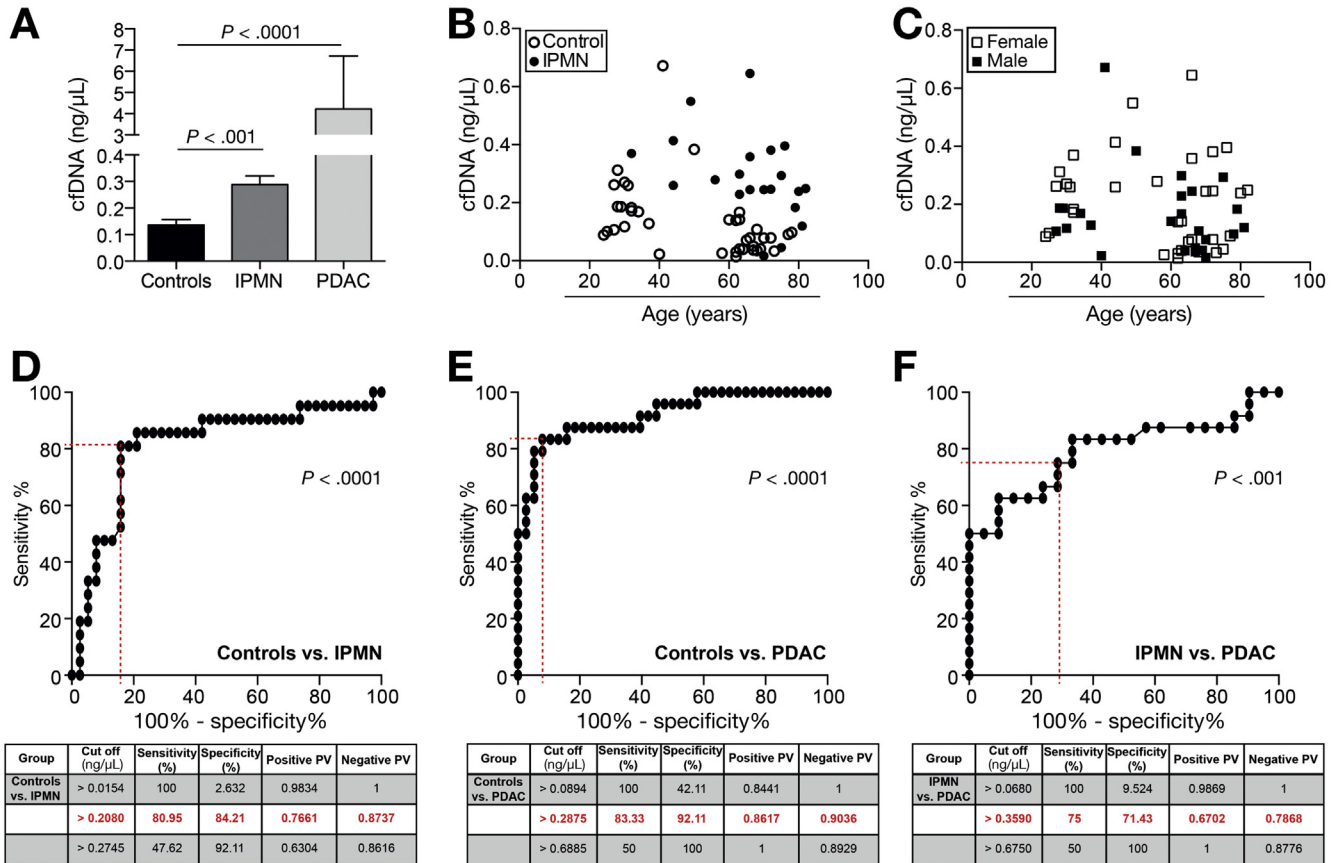 A
8
7
6
5
4
3
0.4
0.3
0.2
0.1
0.0
cfDNA (ng/µL)
P < .0001
P < .001
Controls IPMN PDAC
B
0.8
0.6
0.4
0.2
0.0
cfDNA (ng/µL)
Control
IPMN
0 20 40 60 80 100
Age (years)
C
0.8
0.6
0.4
0.2
0.0
cfDNA (ng/µL)
Female
Male
0 20 40 60 80 100
Age (years)
D
100
80
60
40
20
0
Sensitivity %
P < .0001
Controls vs. IPMN
0 20 40 60 80 100
100% - specificity%
Group Cut off (ng/µL) Sensitivity (%) Specificity (%) Positive PV Negative PV
Controls vs. IPMN > 0.0154 100 2.632 0.9834 1
> 0.2080 80.95 84.21 0.7661 0.8737
> 0.2745 47.62 92.11 0.6304 0.8616
E
100
80
60
40
20
0
Sensitivity %
P < .0001
Controls vs. PDAC
0 20 40 60 80 100
100% - specificity%
Group Cut off (ng/µL) Sensitivity (%) Specificity (%) Positive PV Negative PV
Controls vs. PDAC > 0.0894 100 42.11 0.8441 1
> 0.2875 83.33 92.11 0.8617 0.9036
> 0.6885 50 100 1 0.8929
F
100
80
60
40
20
0
Sensitivity %
P < .001
IPMN vs. PDAC
0 20 40 60 80 100
100% - specificity%
Group Cut off (ng/µL) Sensitivity (%) Specificity (%) Positive PV Negative PV
IPMN vs. PDAC > 0.0680 100 9.524 0.9869 1
> 0.3590 75 71.43 0.6702 0.7868
> 0.6750 50 100 1 0.8776